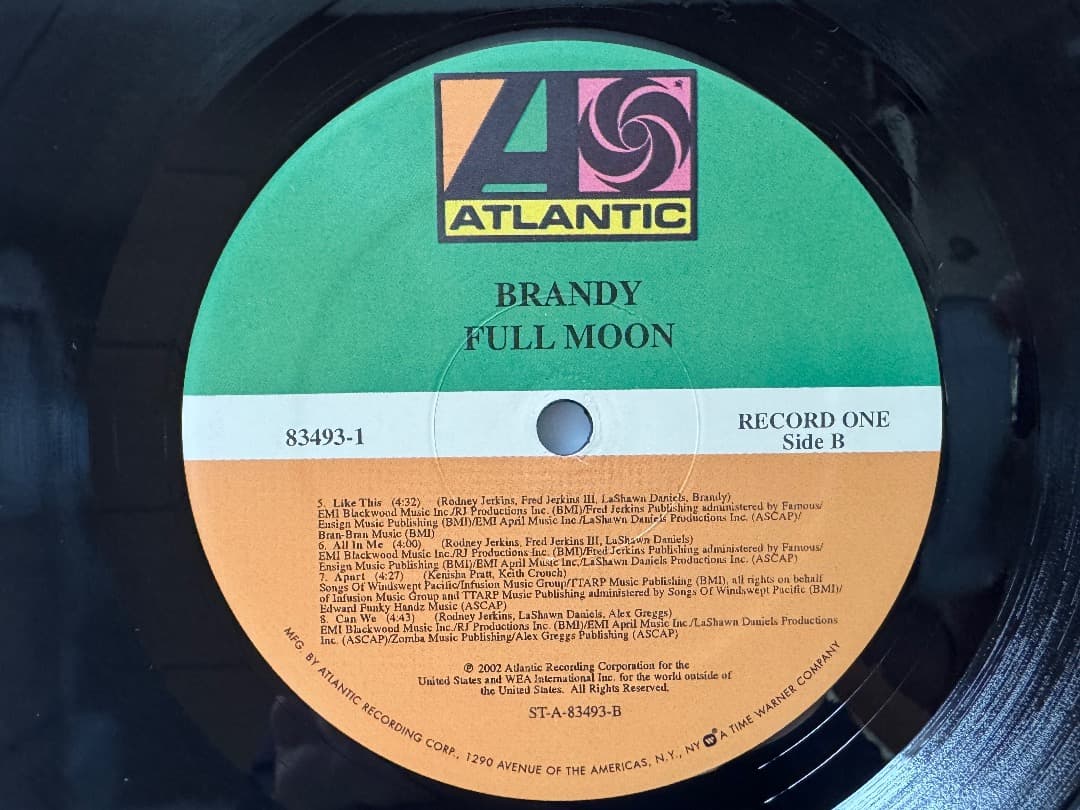 ATLANTIC
BRANDY
FULL MOON
83493-1
RECORD ONE
Side B
5. Like This (4:32) (Rodney Jerkins, Fred Jerkins III, LaShawn Daniels, Brandy)
EMI Blackwood Music Inc./RJ Productions Inc. (BMI)/Fred Jerkins Publishing administered by Famous/
Ensign Music Publishing (BMI)/EMI April Music Inc./LaShawn Daniels Productions Inc. (ASCAP)/
Bran-Bran Music (BMI)
6. All In Me (4:00) (Rodney Jerkins, Fred Jerkins III, LaShawn Daniels)
EMI Blackwood Music Inc./RJ Productions Inc. (BMI)/Fred Jerkins Publishing administered by Famous/
Ensign Music Publishing (BMI)/EMI April Music Inc./LaShawn Daniels Productions Inc. (ASCAP)
7. Apart (4:27) (Kenisha Pratt, Keith Crouch)
Songs Of Windswept Pacific/Infusion Music Group/TTARP Music Publishing (BMI), all rights on behalf
of Infusion Music Group and TTARP Music Publishing administered by Songs Of Windswept Pacific (BMI)/
Edward Funky Handz Music (ASCAP)
8. Can We (4:43) (Rodney Jerkins, LaShawn Daniels, Alex Greggs)
EMI Blackwood Music Inc./RJ Productions Inc. (BMI)/EMI April Music Inc./LaShawn Daniels Productions
Inc. (ASCAP)/Zomba Music Publishing/Alex Greggs Publishing (ASCAP)
℗ 2002 Atlantic Recording Corporation for the
United States and WEA International Inc. for the world outside of
the United States. All Rights Reserved.
ST-A-83493-B
MFG. BY ATLANTIC RECORDING CORP., 1290 AVENUE OF THE AMERICAS, N.Y., NY A TIME WARNER COMPANY